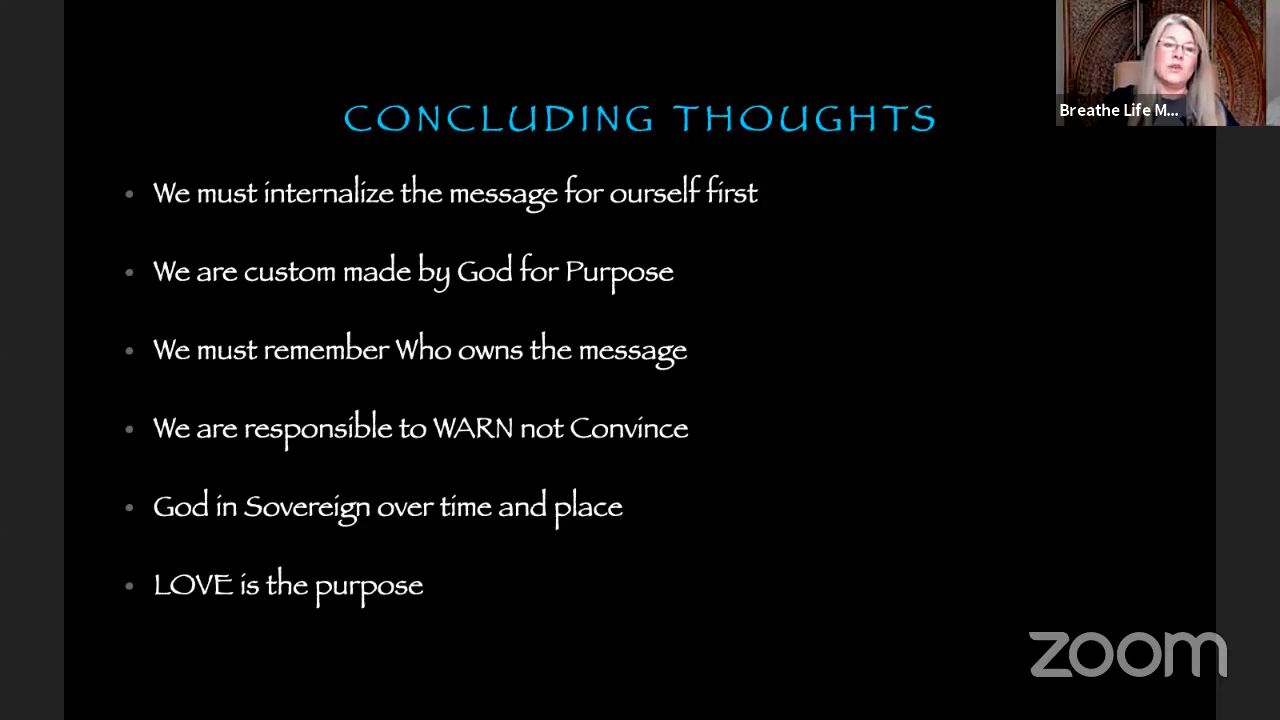 Breathe Life M...
CONCLUDING THOUGHTS
• We must internalize the message for ourself first
• We are custom made by God for Purpose
• We must remember Who owns the message
• We are responsible to WARN not Convince
• God in Sovereign over time and place
• LOVE is the purpose
zoom